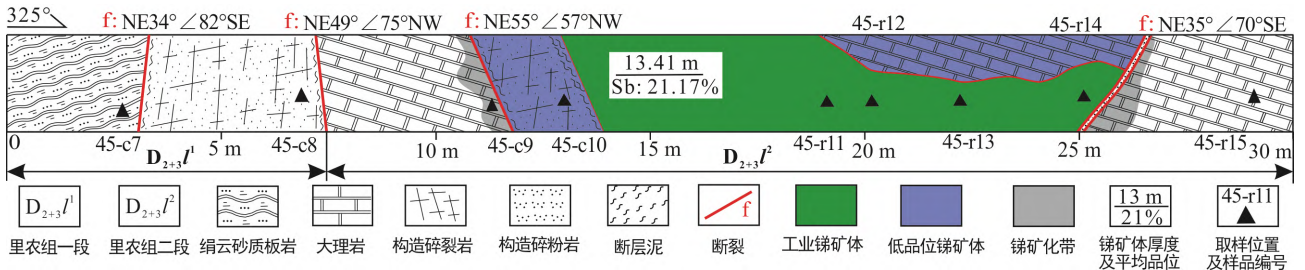 325°
f: NE34°∠82°SE
f: NE49°∠75°NW
f: NE55°∠57°NW
45-r12
45-r14
f: NE35°∠70°SE
13.41 m
Sb: 21.17%
0
45-c7
5 m
45-c8
10 m
45-c9
45-c10
15 m
45-r11
20 m
45-r13
25 m
45-r15
30 m
D₂₊₃l¹
D₂₊₃l²
D₂₊₃l¹
D₂₊₃l²
f
13 m
21%
45-r11
里农组一段
里农组二段
绢云砂质板岩
大理岩
构造碎裂岩
构造碎粉岩
断层泥
断裂
工业锑矿体
低品位锑矿体
锑矿化带
锑矿体厚度
及平均品位
取样位置
及样品编号